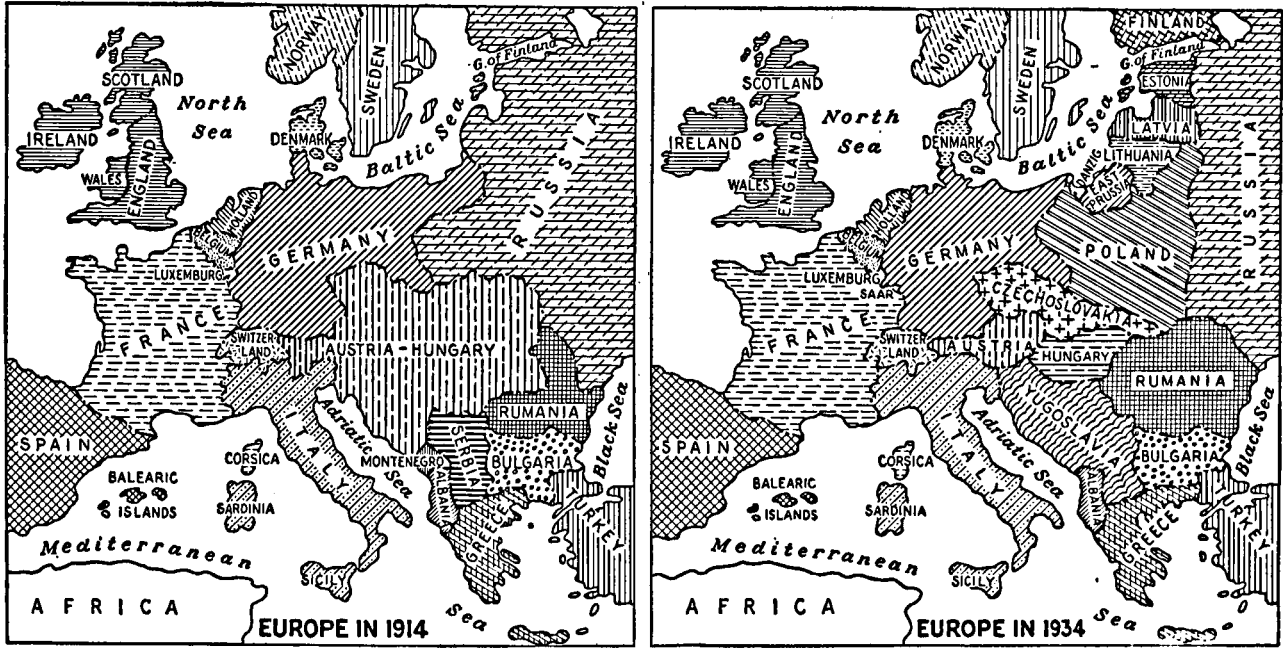 NORWAY
SWEDEN
G. of Finland
SCOTLAND
North
Sea
IRELAND
DENMARK
Baltic Sea
RUSSIA
WALES
ENGLAND
HOLLAND
BELGIUM
GERMANY
LUXEMBURG
FRANCE
SWITZER
LAND
AUSTRIA-HUNGARY
RUMANIA
Black Sea
SPAIN
ITALY
Adriatic Sea
SERBIA
BULGARIA
CORSICA
MONTENEGRO
ALBANIA
BALEARIC
ISLANDS
SARDINIA
TURKEY
GREECE
Mediterranean
SICILY
Sea
AFRICA
EUROPE IN 1914
FINLAND
NORWAY
SWEDEN
G. of Finland
SCOTLAND
ESTONIA
North
Sea
LATVIA
IRELAND
DENMARK
Baltic Sea
LITHUANIA
RUSSIA
DANZIG
EAST
PRUSSIA
WALES
ENGLAND
HOLLAND
BELGIUM
GERMANY
POLAND
LUXEMBURG
SAAR
CZECHOSLOVAKIA
FRANCE
SWITZER
LAND
AUSTRIA
HUNGARY
RUMANIA
Black Sea
SPAIN
ITALY
Adriatic Sea
YUGOSLAVIA
BULGARIA
CORSICA
ALBANIA
BALEARIC
ISLANDS
SARDINIA
TURKEY
GREECE
Mediterranean
SICILY
Sea
AFRICA
EUROPE IN 1934